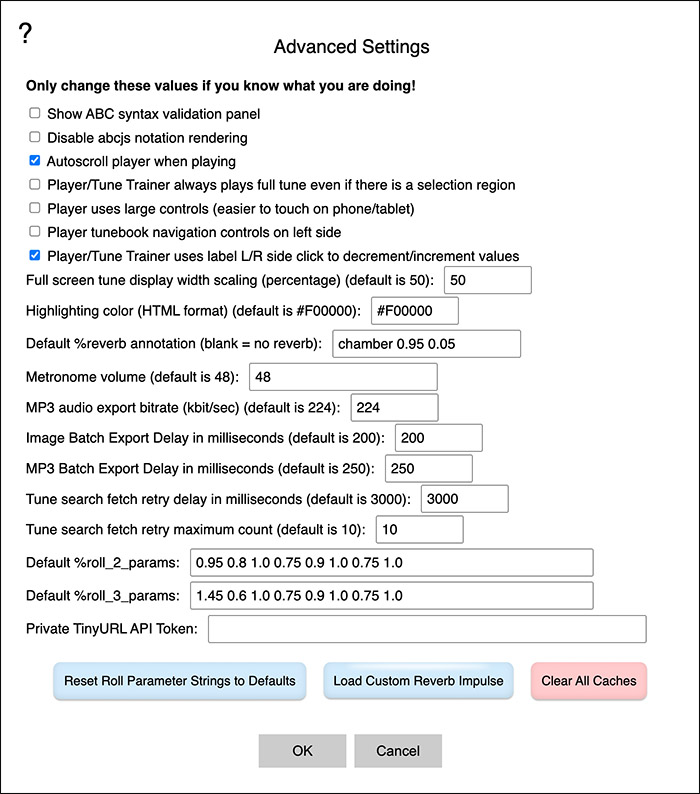 ?
Advanced Settings
Only change these values if you know what you are doing!
Show ABC syntax validation panel
Disable abcjs notation rendering
Autoscroll player when playing
Player/Tune Trainer always plays full tune even if there is a selection region
Player uses large controls (easier to touch on phone/tablet)
Player tunebook navigation controls on left side
Player/Tune Trainer uses label L/R side click to decrement/increment values
Full screen tune display width scaling (percentage) (default is 50): 50
Highlighting color (HTML format) (default is #F00000): #F00000
Default %reverb annotation (blank = no reverb): chamber 0.95 0.05
Metronome volume (default is 48): 48
MP3 audio export bitrate (kbit/sec) (default is 224): 224
Image Batch Export Delay in milliseconds (default is 200): 200
MP3 Batch Export Delay in milliseconds (default is 250): 250
Tune search fetch retry delay in milliseconds (default is 3000): 3000
Tune search fetch retry maximum count (default is 10): 10
Default %roll_2_params: 0.95 0.8 1.0 0.75 0.9 1.0 0.75 1.0
Default %roll_3_params: 1.45 0.6 1.0 0.75 0.9 1.0 0.75 1.0
Private TinyURL API Token:
Reset Roll Parameter Strings to Defaults Load Custom Reverb Impulse Clear All Caches
OK Cancel